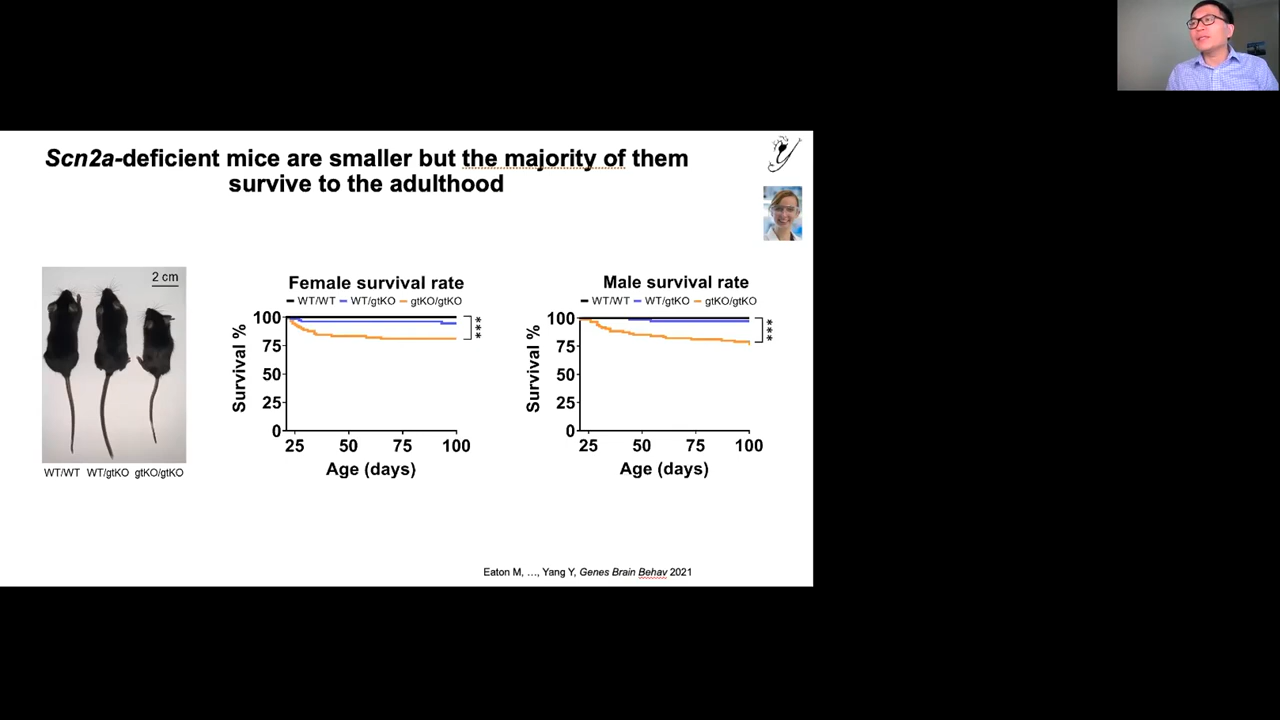 Scn2a-deficient mice are smaller but the majority of them
survive to the adulthood
2 cm
WT/WT WT/gtKO gtKO/gtKO
Female survival rate
WT/WT WT/gtKO gtKO/gtKO
Survival %
100
75
50
25
0
***
25 50 75 100
Age (days)
Male survival rate
WT/WT WT/gtKO gtKO/gtKO
Survival %
100
75
50
25
0
***
25 50 75 100
Age (days)
Eaton M, ..., Yang Y, Genes Brain Behav 2021